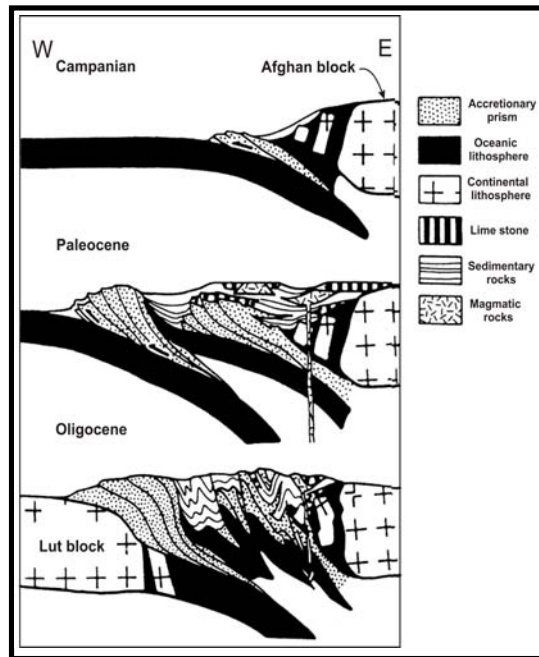 W
E
Campanian
Afghan block
Paleocene
Oligocene
Lut block
Accretionary
prism
Oceanic
lithosphere
Continental
lithosphere
Lime stone
Sedimentary
rocks
Magmatic
rocks